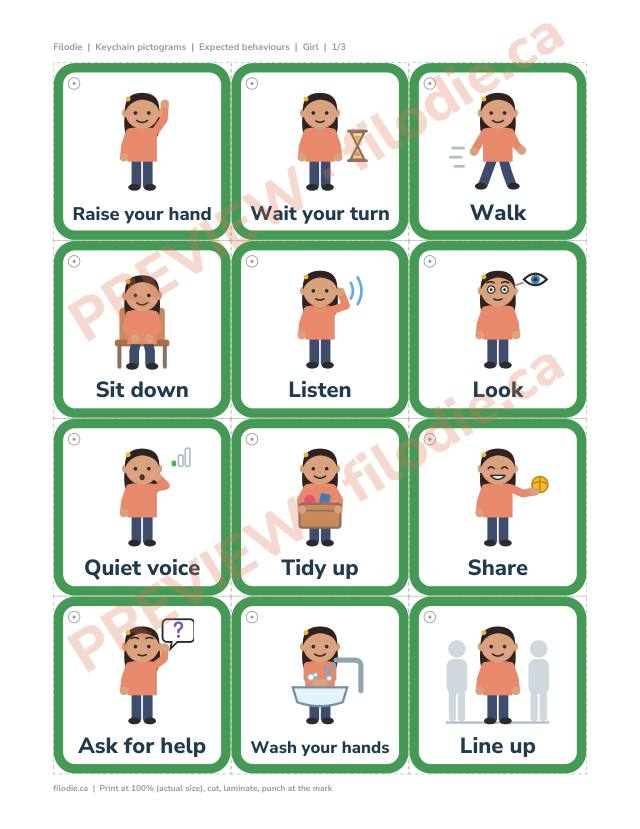 Filodie | Keychain pictograms | Expected behaviours | Girl | 1/3
Raise your hand
Wait your turn
Walk
Sit down
Listen
Look
Quiet voice
Tidy up
Share
?
Ask for help
Wash your hands
Line up
PREVIEW · filodie.ca
PREVIEW · filodie.ca
filodie.ca | Print at 100% (actual size), cut, laminate, punch at the mark